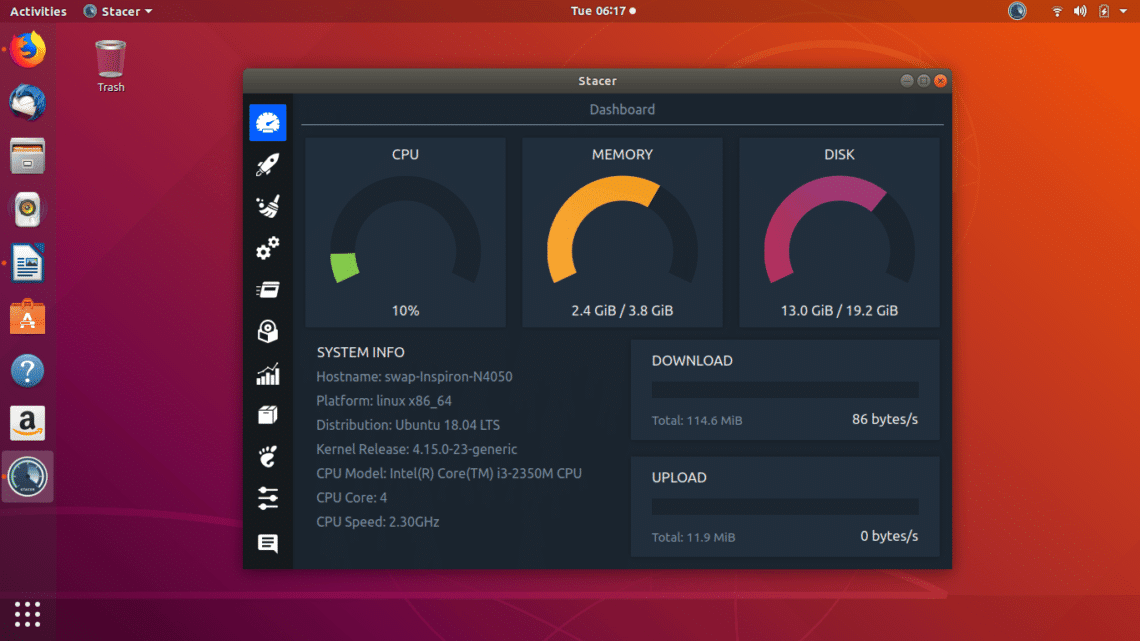 Activities
Stacer
Tue 06:17
Trash
Stacer
Dashboard
CPU
MEMORY
DISK
10%
2.4 GiB / 3.8 GiB
13.0 GiB / 19.2 GiB
SYSTEM INFO
Hostname: swap-Inspiron-N4050
Platform: linux x86_64
Distribution: Ubuntu 18.04 LTS
Kernel Release: 4.15.0-23-generic
CPU Model: Intel(R) Core(TM) i3-2350M CPU
CPU Core: 4
CPU Speed: 2.30GHz
DOWNLOAD
Total: 114.6 MiB
86 bytes/s
UPLOAD
Total: 11.9 MiB
0 bytes/s